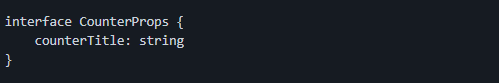 interface CounterProps {
    counterTitle: string
}